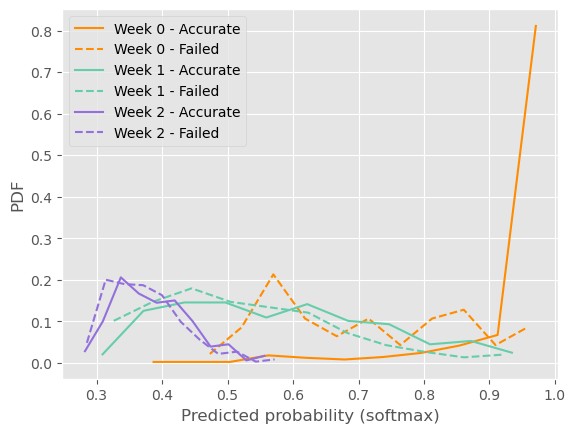 Week 0 - Accurate
Week 0 - Failed
Week 1 - Accurate
Week 1 - Failed
Week 2 - Accurate
Week 2 - Failed
PDF
0.8
0.7
0.6
0.5
0.4
0.3
0.2
0.1
0.0
0.3 0.4 0.5 0.6 0.7 0.8 0.9 1.0
Predicted probability (softmax)